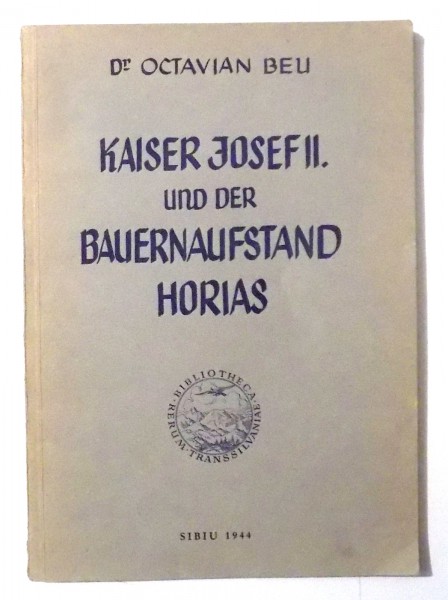 Dr OCTAVIAN BEU
KAISER JOSEF II.
UND DER
BAUERNAUFSTAND
HORIAS
BIBLIOTHECA · RERUM · TRANSSILVANIAE ·
SIBIU 1944